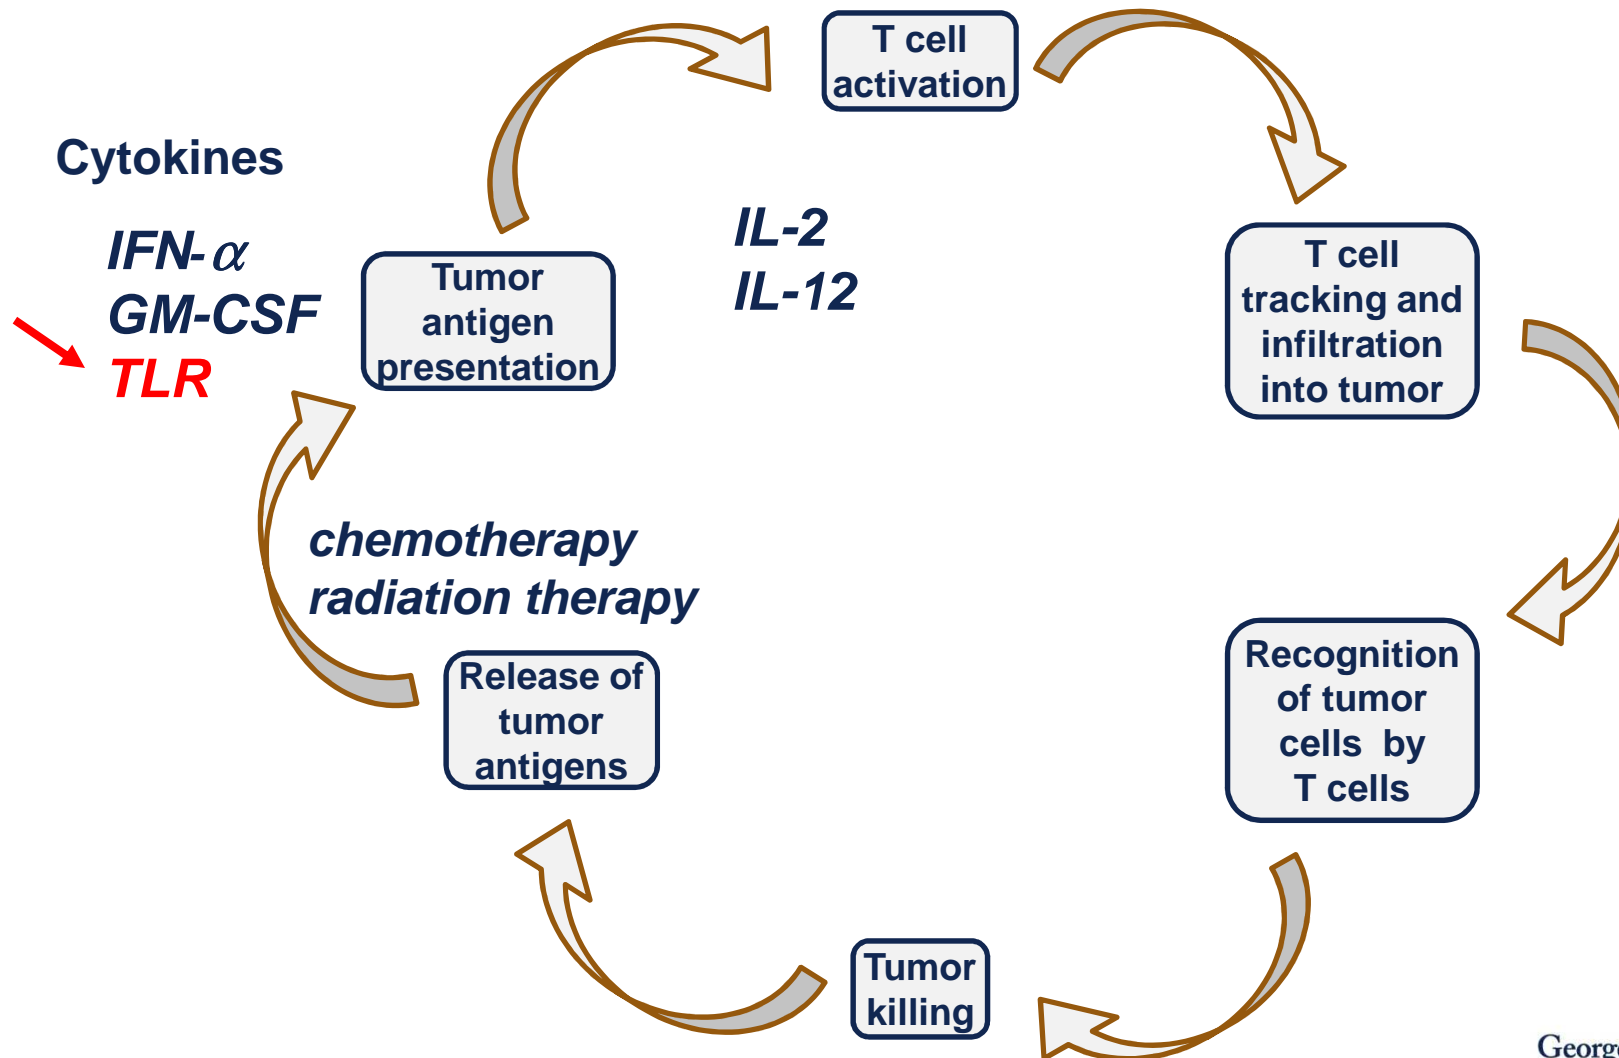 T cell
activation
Cytokines
IFN-α
GM-CSF
TLR
Tumor
antigen
presentation
IL-2
IL-12
T cell
tracking and
infiltration
into tumor
chemotherapy
radiation therapy
Release of
tumor
antigens
Recognition
of tumor
cells by
T cells
Tumor
killing
George